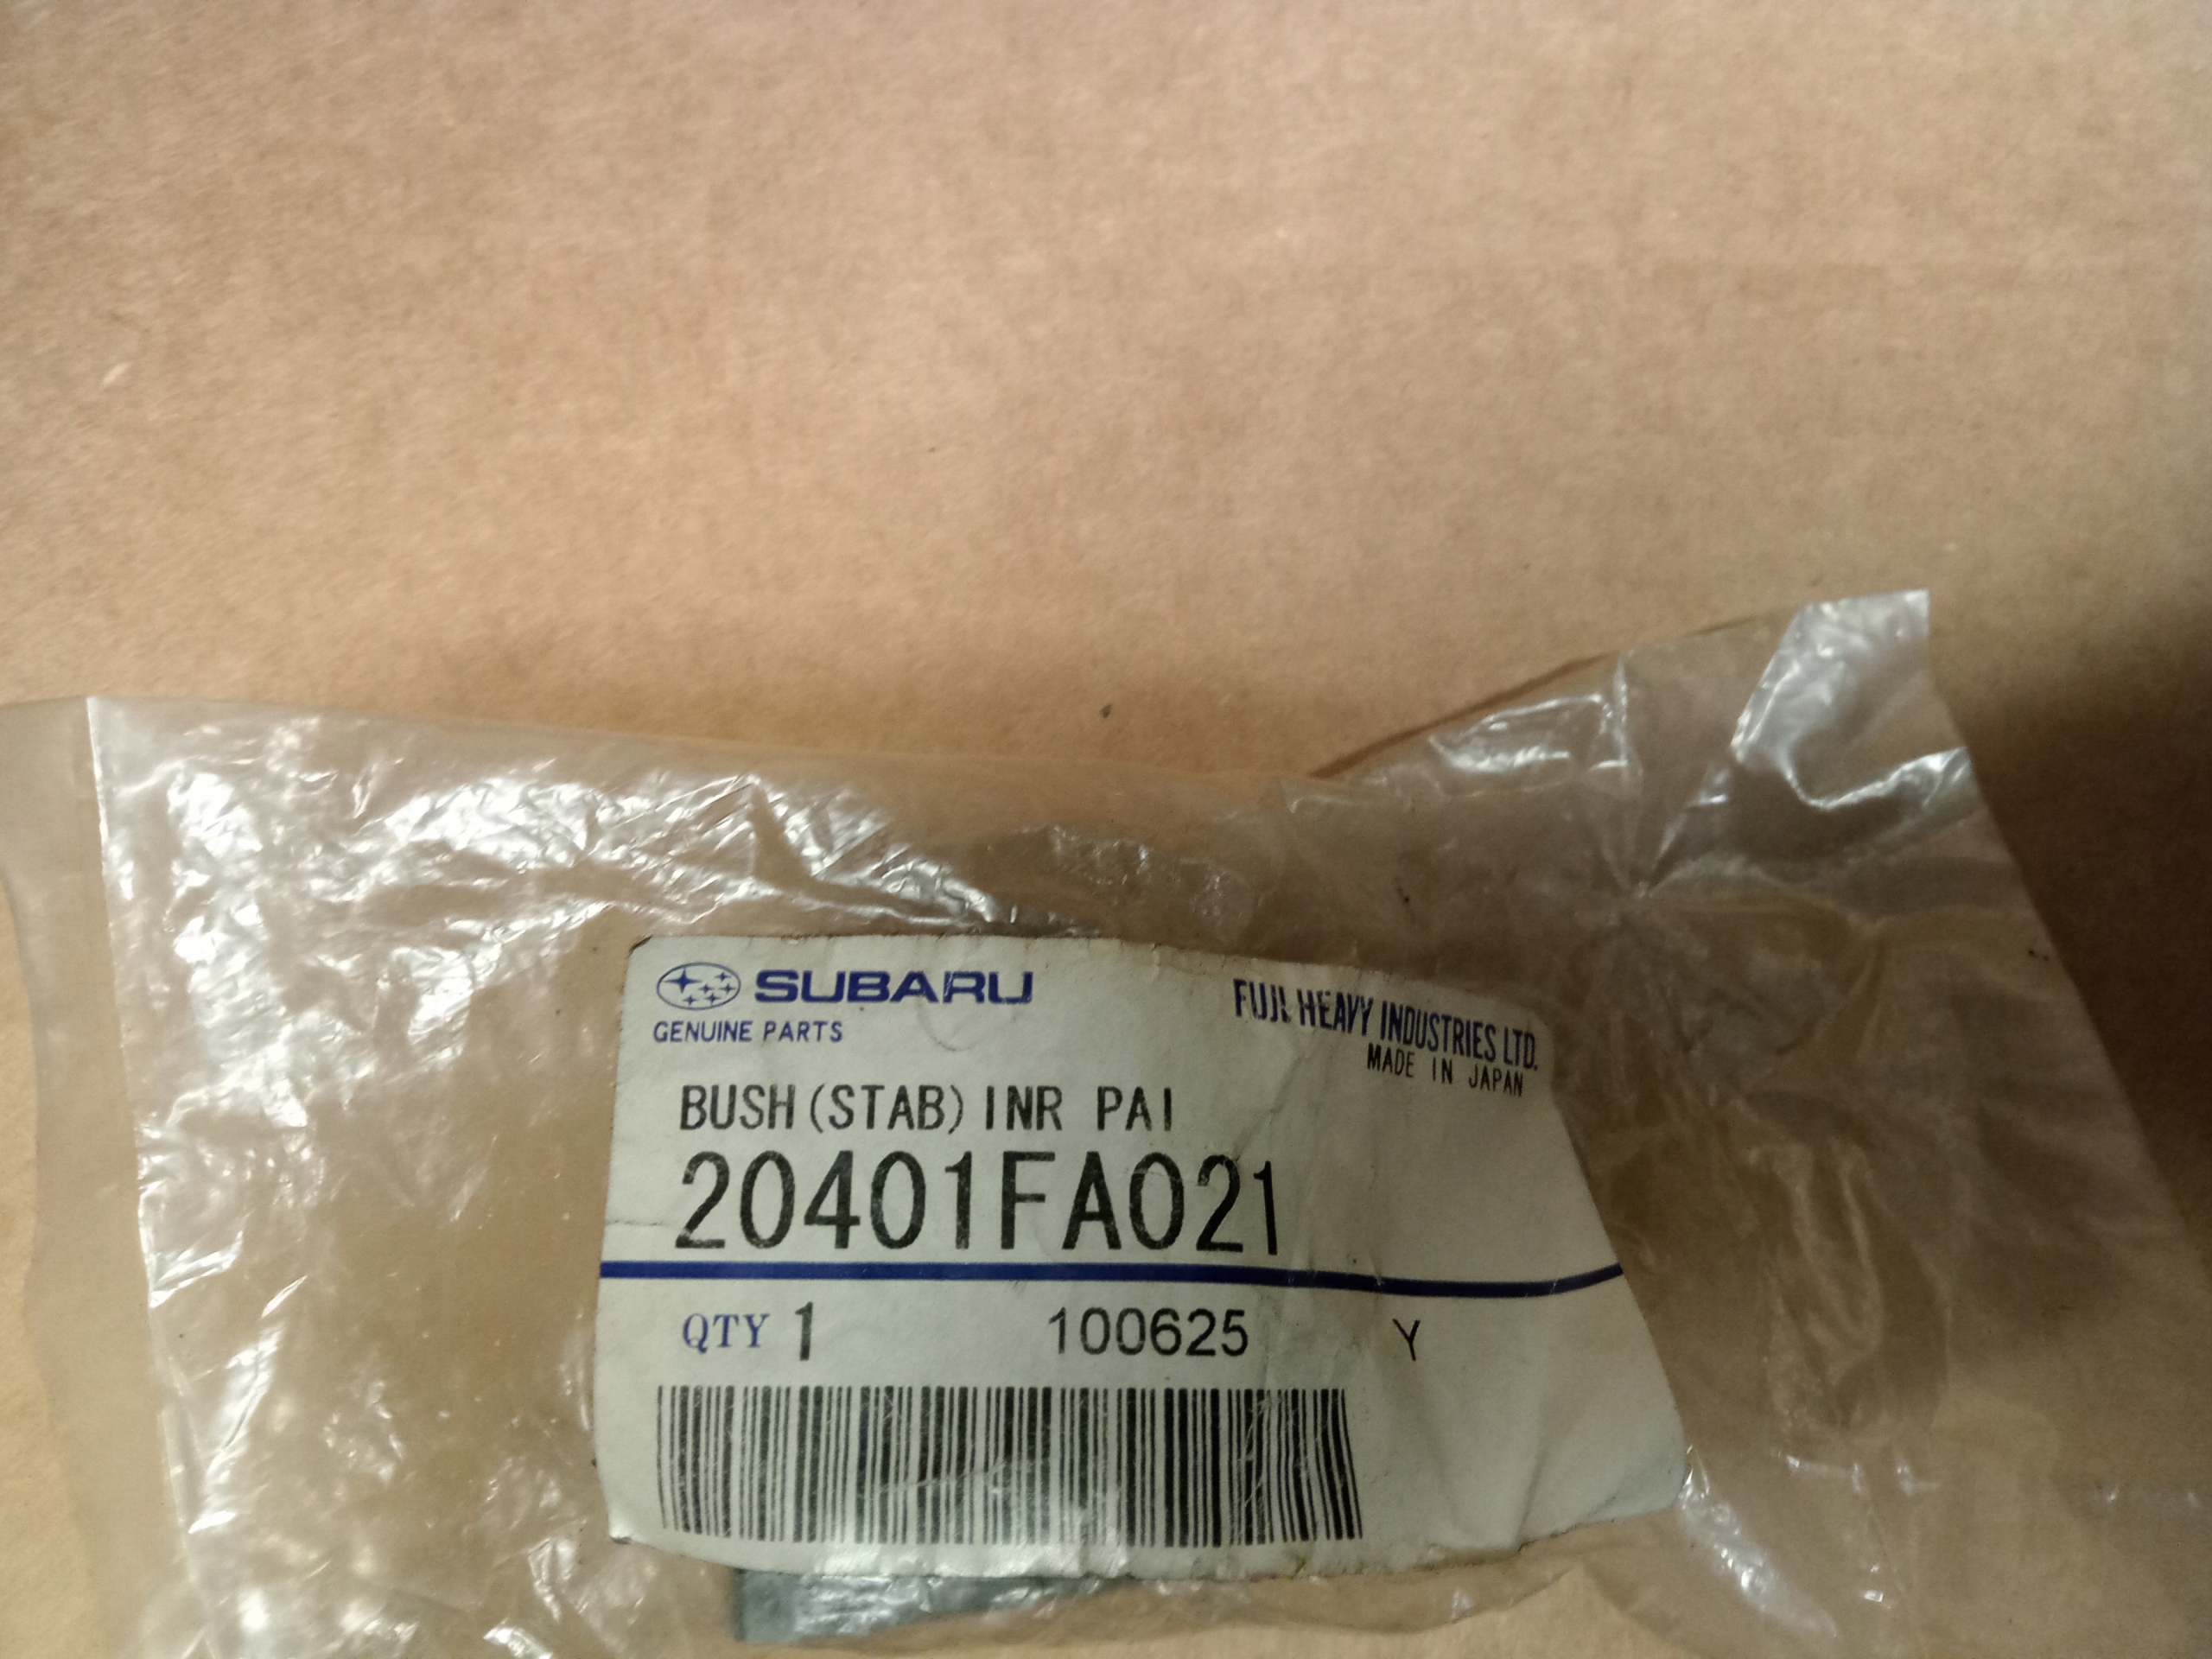 SUBARU
FUJI HEAVY INDUSTRIES LTD.
GENUINE PARTS
MADE IN JAPAN
BUSH(STAB)INR PAI
20401FA021
QTY 1 100625 Y